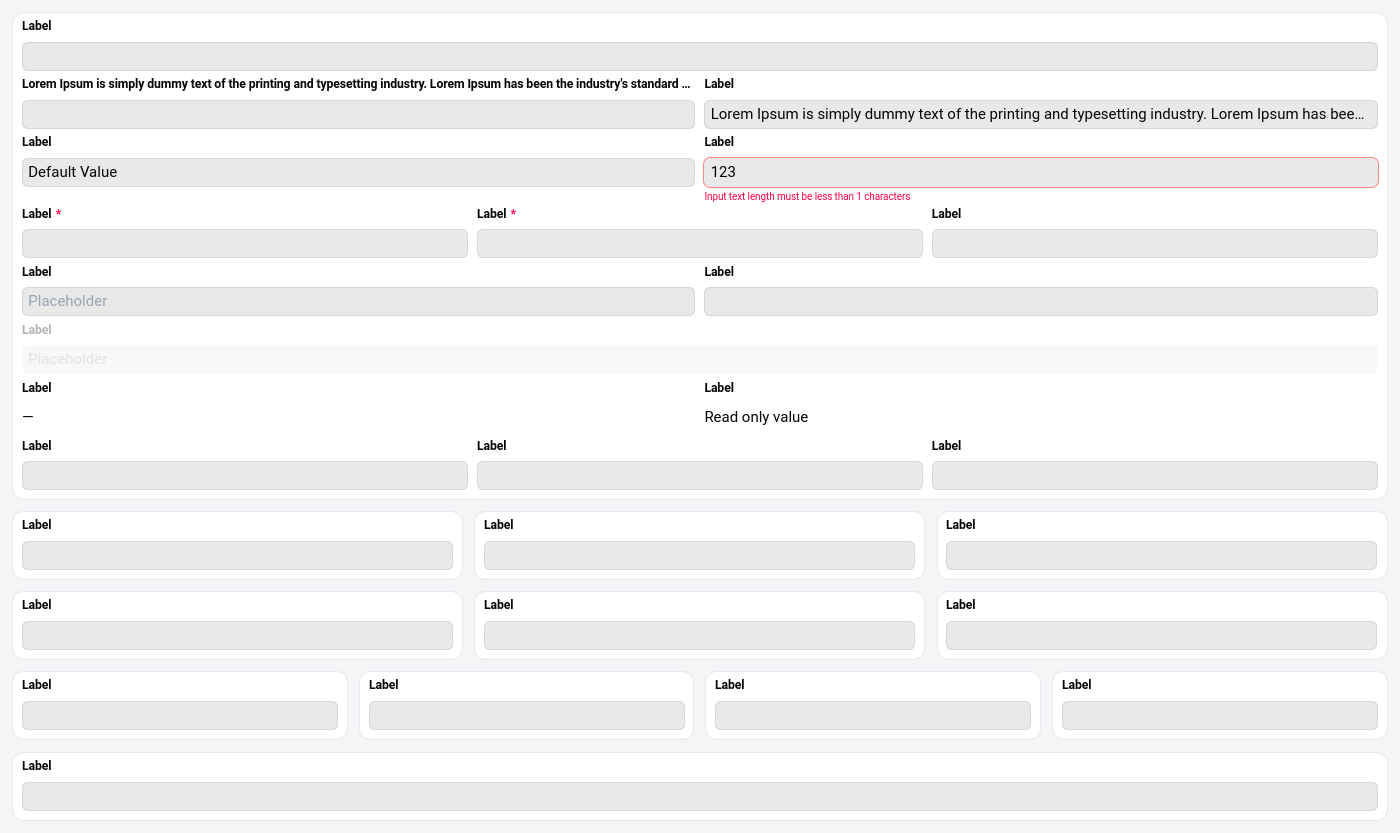 Label
Lorem Ipsum is simply dummy text of the printing and typesetting industry. Lorem Ipsum has been the industry's standard ...
Label
Lorem Ipsum is simply dummy text of the printing and typesetting industry. Lorem Ipsum has bee...
Label
Label
Default Value
123
Input text length must be less than 1 characters
Label *
Label *
Label
Label
Label
Placeholder
Label
Placeholder
Label
Label
—
Read only value
Label
Label
Label
Label
Label
Label
Label
Label
Label
Label
Label
Label
Label
Label